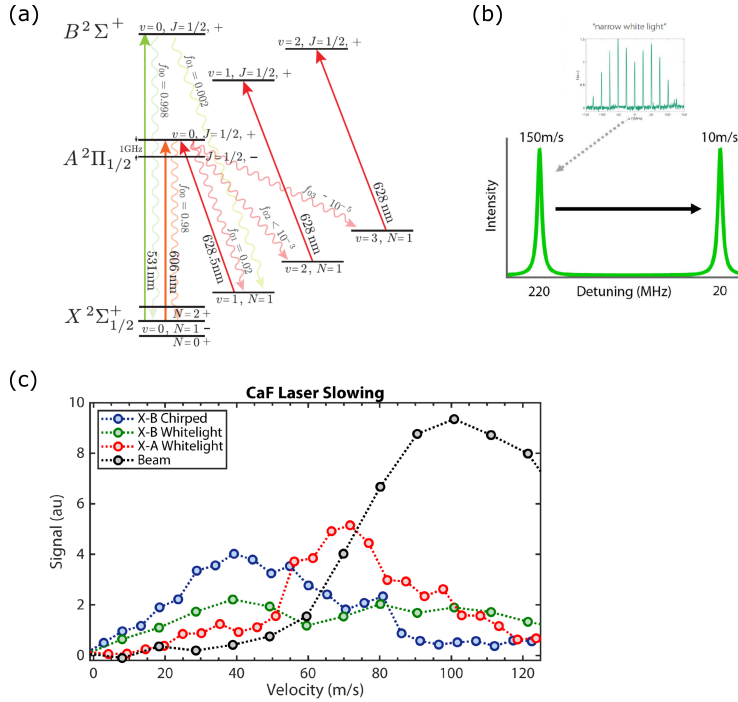 (a)
B²Σ⁺
v=0, J=1/2, +
v=2, J=1/2, +
v=1, J=1/2, +
f₀₀ = 0.998
f₀₁ = 0.002
1GHz
v=0, J=1/2, +
A²Π₁/₂
J=1/2, −
f₀₀ = 0.98
f₀₁ = 0.02
f₀₂ < 10⁻³
f₀₃ ~ 10⁻⁵
531nm
606 nm
628.5nm
628 nm
628 nm
v=3, N=1
v=2, N=1
v=1, N=1
X²Σ⁺₁/₂
N=2 +
v=0, N=1 −
N=0 +
(b)
"narrow white light"
150m/s
10m/s
Intensity
220
Detuning (MHz)
20
(c)
CaF Laser Slowing
X-B Chirped
X-B Whitelight
X-A Whitelight
Beam
Signal (au)
10
8
6
4
2
0
0 20 40 60 80 100 120
Velocity (m/s)